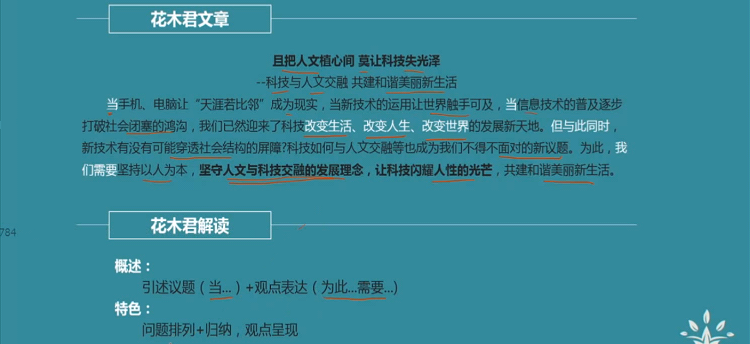 花木君文章
且把人文植心间 莫让科技失光泽
--科技与人文交融 共建和谐美丽新生活
当手机、电脑让“天涯若比邻”成为现实，当新技术的运用让世界触手可及，当信息技术的普及逐步
打破社会闭塞的鸿沟，我们已然迎来了科技改变生活、改变人生、改变世界的发展新天地。但与此同时，
新技术有没有可能穿透社会结构的屏障?科技如何与人文交融等也成为我们不得不面对的新议题。为此，我
们需要坚持以人为本，坚守人文与科技交融的发展理念，让科技闪耀人性的光芒，共建和谐美丽新生活。
花木君解读
784
概述：
引述议题（当...）+观点表达（为此...需要...)
特色：
问题排列+归纳，观点呈现